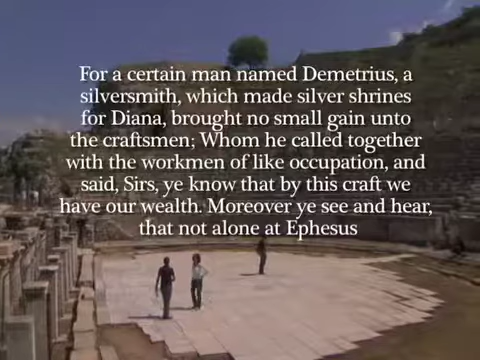 For a certain man named Demetrius, a
silversmith, which made silver shrines
for Diana, brought no small gain unto
the craftsmen; Whom he called together
with the workmen of like occupation, and
said, Sirs, ye know that by this craft we
have our wealth. Moreover ye see and hear,
that not alone at Ephesus